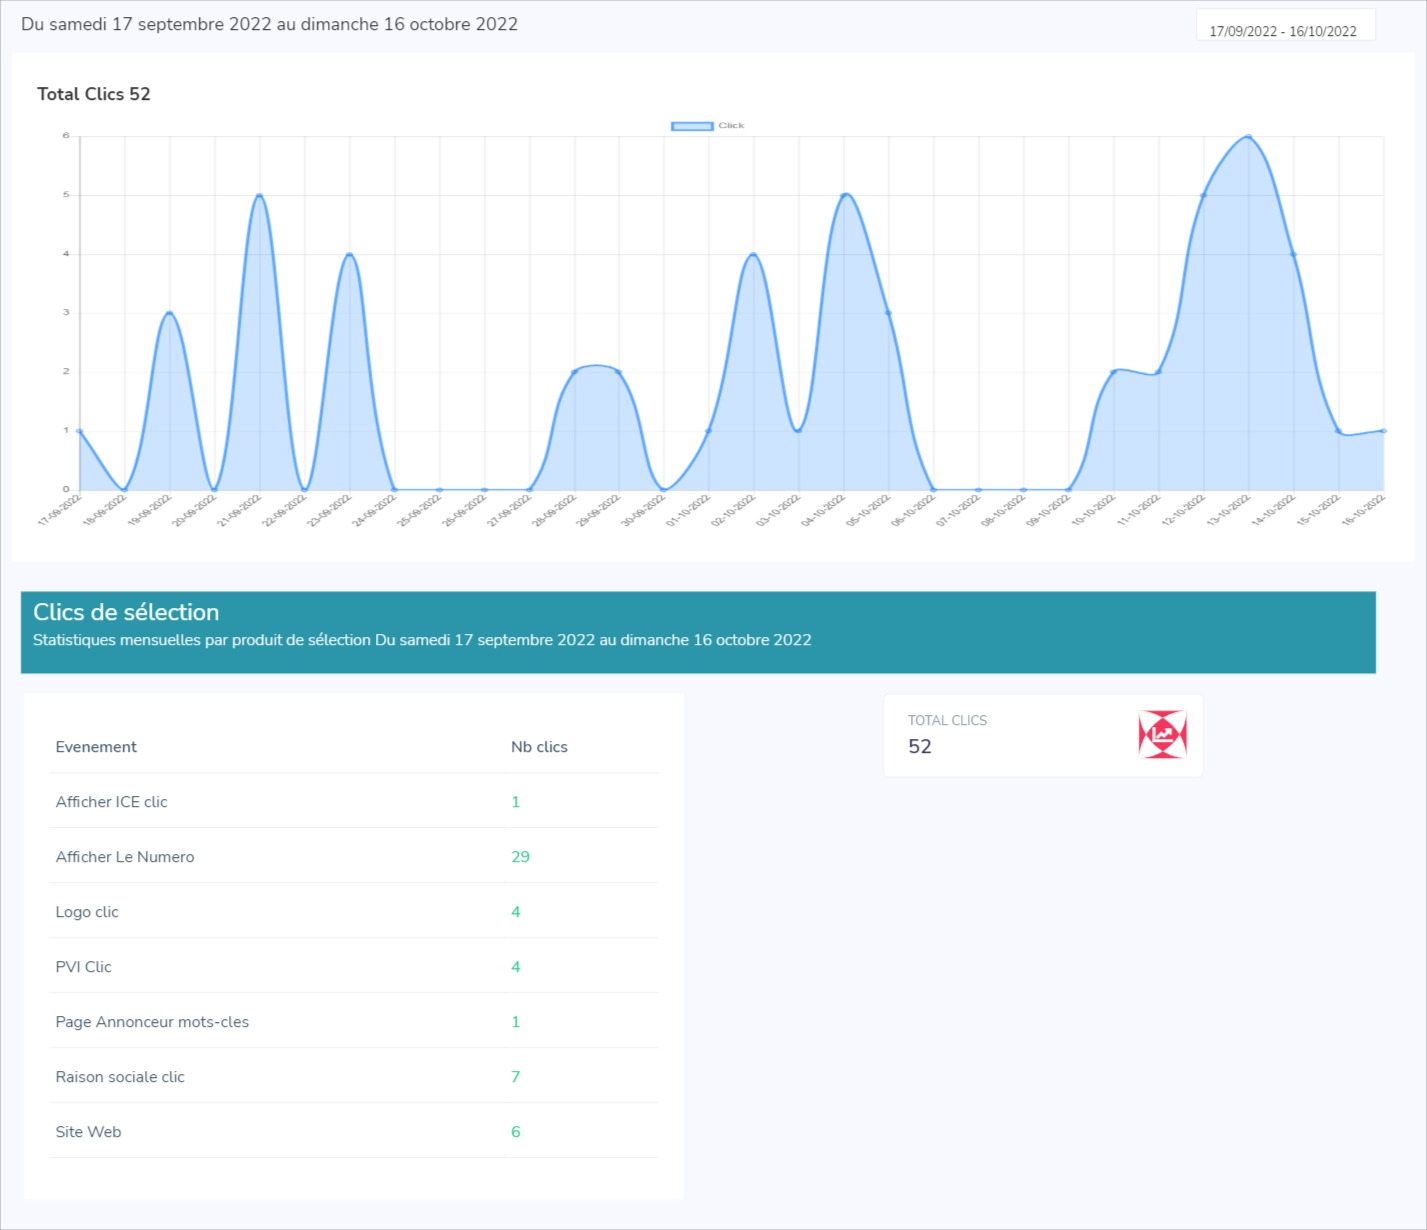 Du samedi 17 septembre 2022 au dimanche 16 octobre 2022
17/09/2022 - 16/10/2022
Total Clics 52
Click
6
5
4
3
2
1
0
17-09-2022 18-09-2022 19-09-2022 20-09-2022 21-09-2022 22-09-2022 23-09-2022 24-09-2022 25-09-2022 26-09-2022 27-09-2022 28-09-2022 29-09-2022 30-09-2022 01-10-2022 02-10-2022 03-10-2022 04-10-2022 05-10-2022 06-10-2022 07-10-2022 08-10-2022 09-10-2022 10-10-2022 11-10-2022 12-10-2022 13-10-2022 14-10-2022 15-10-2022 16-10-2022
Clics de sélection
Statistiques mensuelles par produit de sélection Du samedi 17 septembre 2022 au dimanche 16 octobre 2022
Evenement Nb clics
Afficher ICE clic 1
Afficher Le Numero 29
Logo clic 4
PVI Clic 4
Page Annonceur mots-cles 1
Raison sociale clic 7
Site Web 6
TOTAL CLICS
52